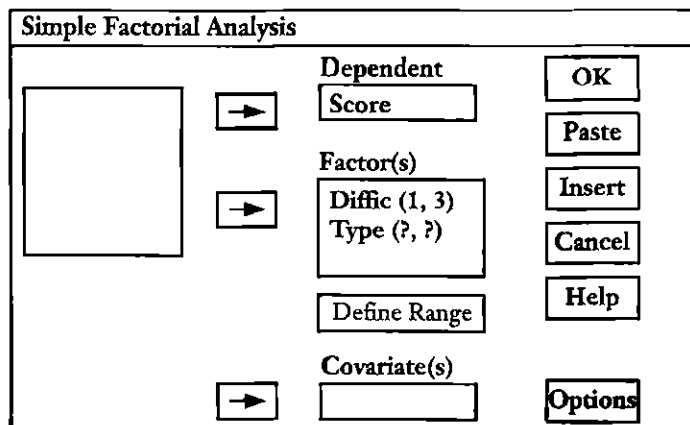 Simple Factorial Analysis
Dependent
Score
Factor(s)
Diffic (1, 3)
Type (?, ?)
Define Range
Covariate(s)
OK
Paste
Insert
Cancel
Help
Options